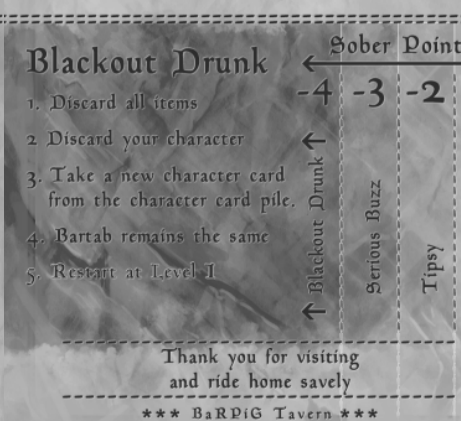 Blackout Drunk
1. Discard all items
2 Discard your character
3. Take a new character card
from the character card pile.
4. Bartab remains the same
5. Restart at Level I
Sober Point
-4 -3 -2
Blackout Drunk
Serious Buzz
Tipsy
Thank you for visiting
and ride home savely
*** BaRPiG Tavern ***